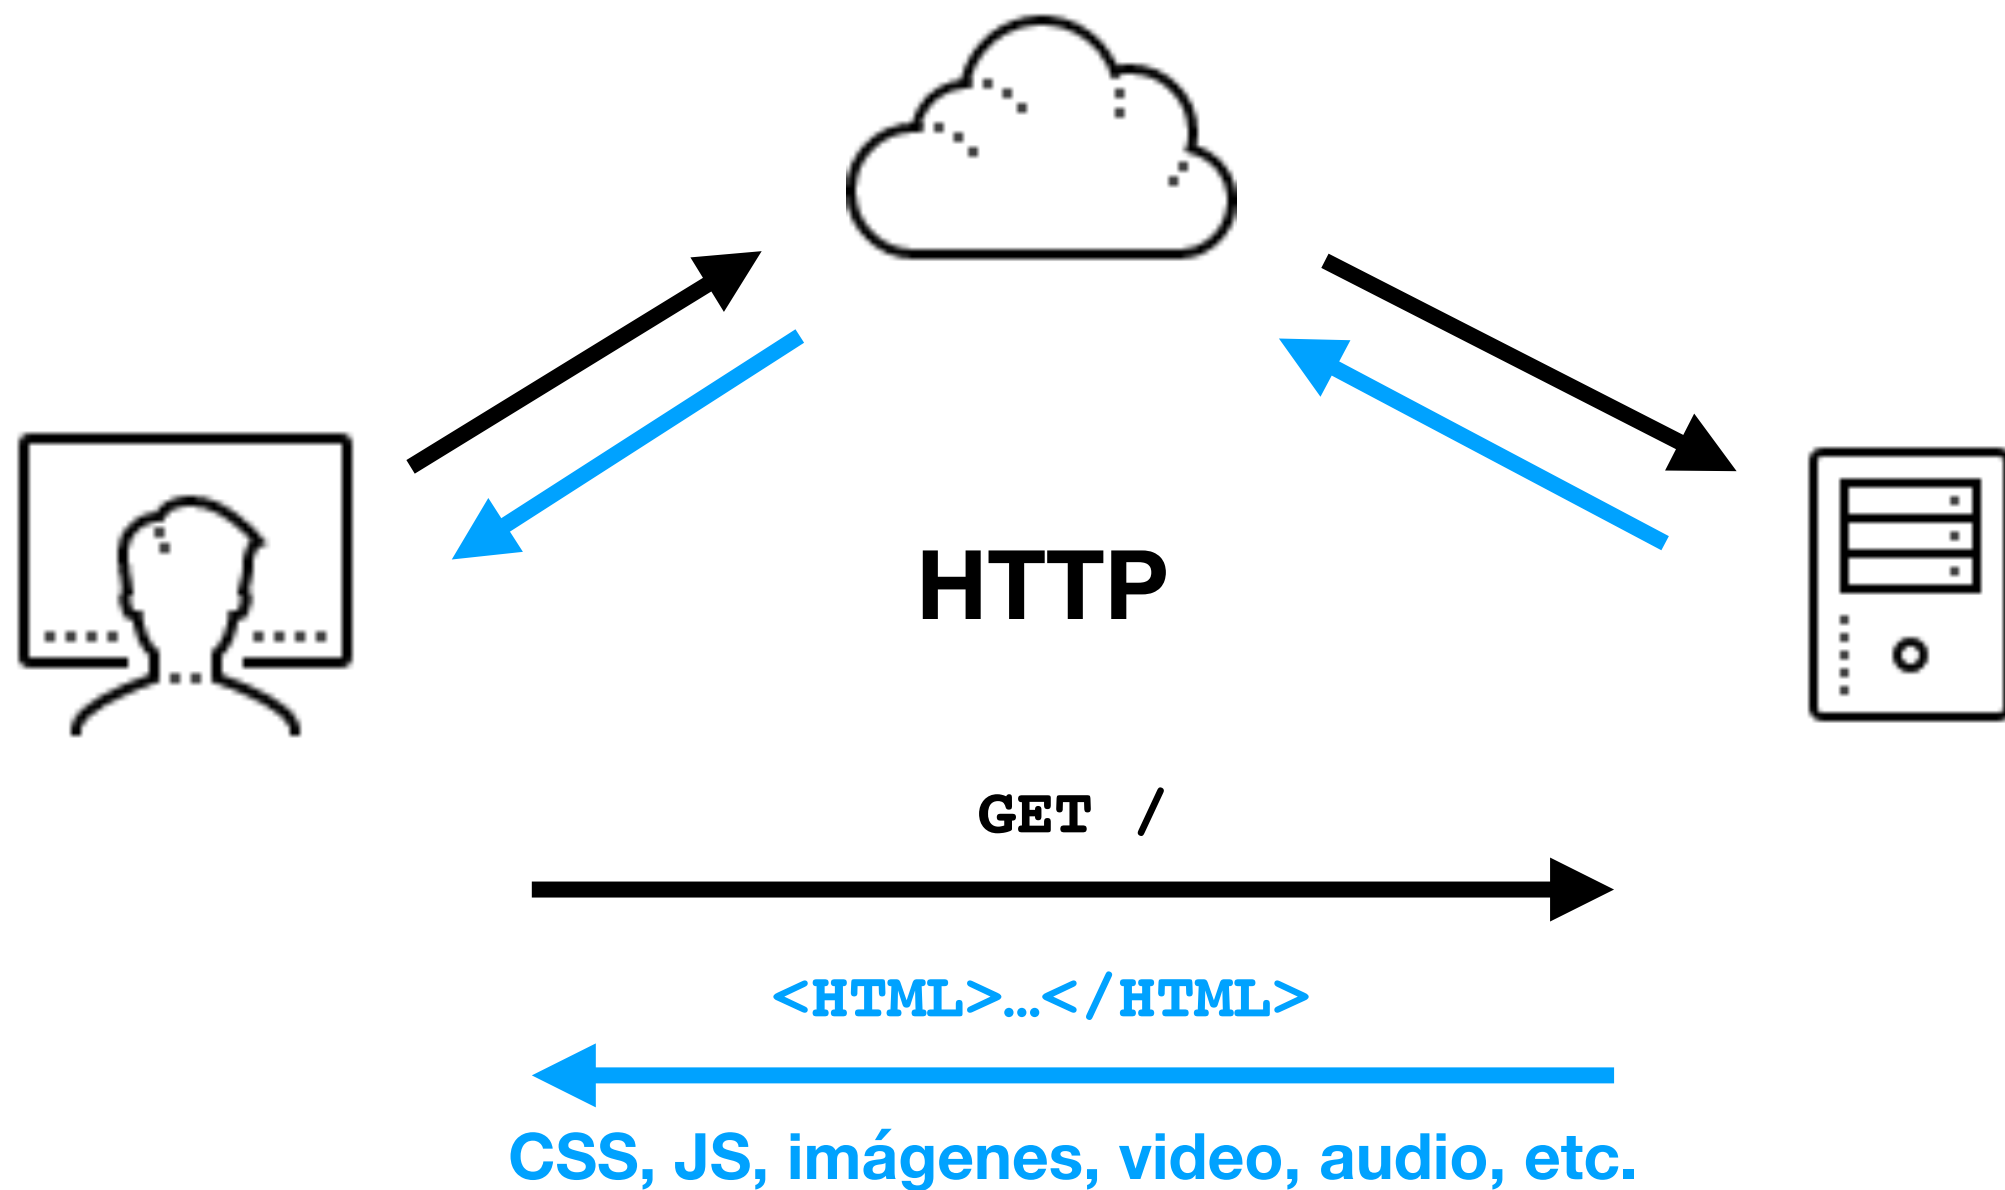 HTTP
GET /
<HTML>…</HTML>
CSS, JS, imágenes, video, audio, etc.